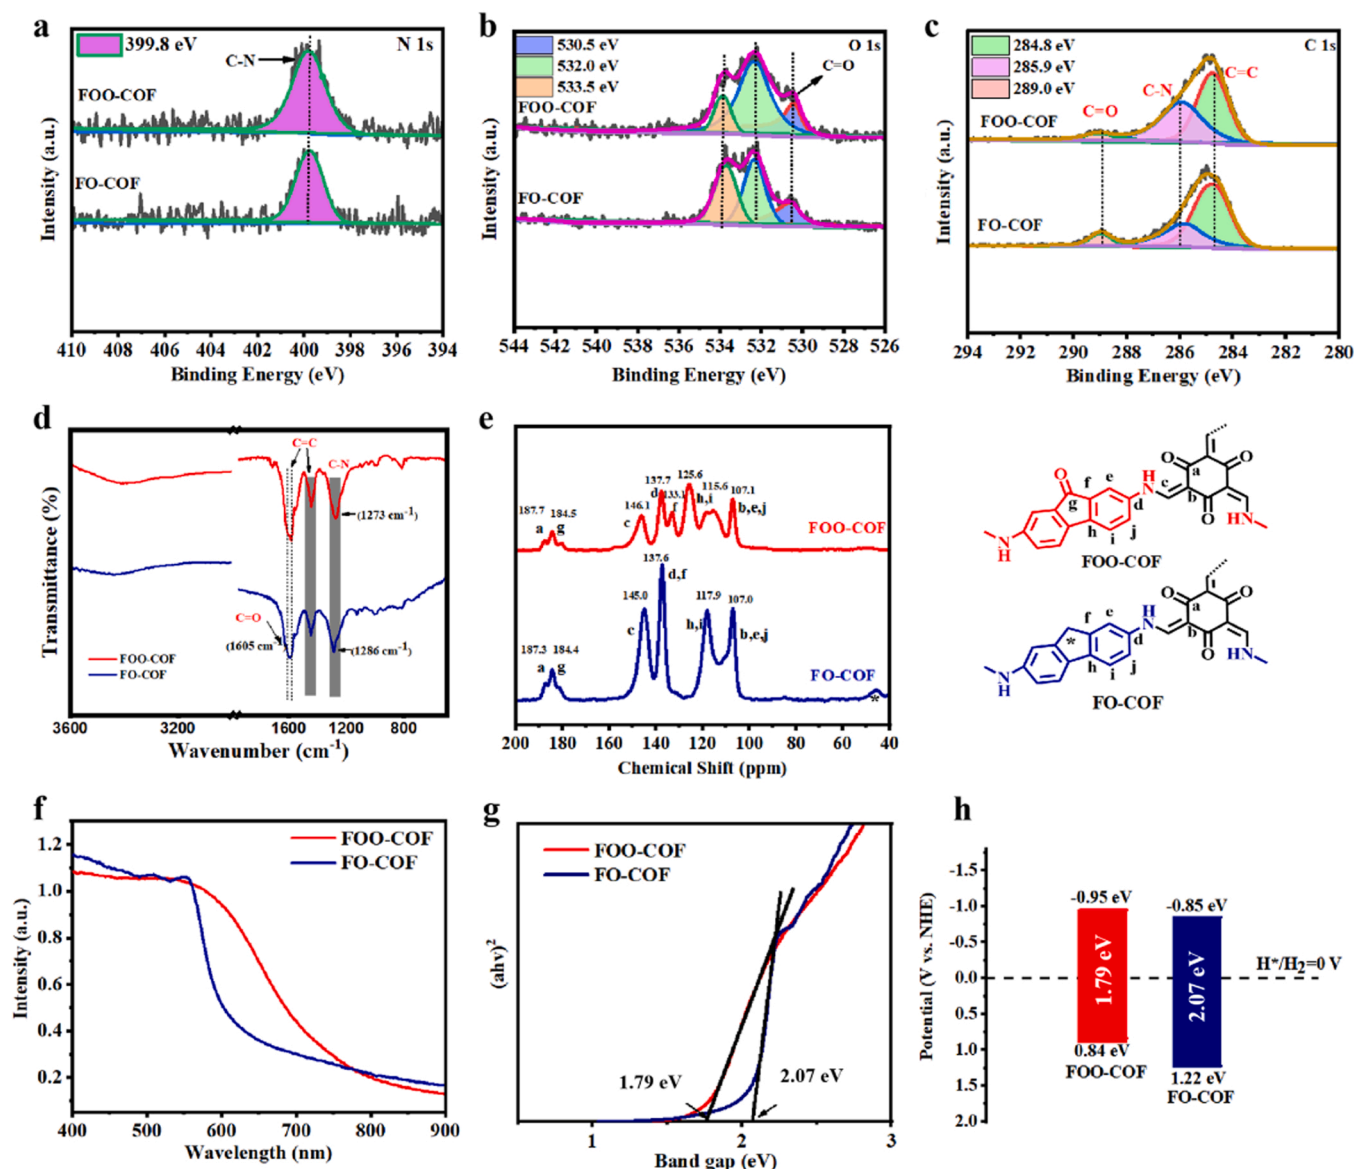 a
399.8 eV
N 1s
C-N
FOO-COF
FO-COF
Intensity (a.u.)
410 408 406 404 402 400 398 396 394
Binding Energy (eV)
b
530.5 eV
532.0 eV
533.5 eV
O 1s
C=O
FOO-COF
FO-COF
Intensity (a.u.)
544 542 540 538 536 534 532 530 528 526
Binding Energy (eV)
c
284.8 eV
285.9 eV
289.0 eV
C 1s
C=C
C-N
C=O
FOO-COF
FO-COF
Intensity (a.u.)
294 292 290 288 286 284 282 280
Binding Energy (eV)
d
C=C
C-N
(1273 cm-1)
C=O
(1605 cm-1)
(1286 cm-1)
FOO-COF
FO-COF
Transmittance (%)
3600 3200 1600 1200 800
Wavenumber (cm-1)
e
187.7 184.5 146.1 137.7 133.1 125.6 115.6 107.1
a g c d f h,i b,e,j
FOO-COF
187.3 184.4 145.0 137.6 117.9 107.0
a g c d,f h,i b,e,j
FO-COF
*
200 180 160 140 120 100 80 60 40
Chemical Shift (ppm)
O O O
O
H
N
HN
N
H
a b c d e f g h i j
FOO-COF
O O
O
H
N
HN
N
H
a b c d e f * h i j
FO-COF
f
FOO-COF
FO-COF
Intensity (a.u.)
1.2
1.0
0.8
0.6
0.4
0.2
400 500 600 700 800 900
Wavelength (nm)
g
FOO-COF
FO-COF
(ahv)2
1.79 eV
2.07 eV
1 2 3
Band gap (eV)
h
Potential (V vs. NHE)
-1.5
-1.0
-0.5
0.0
0.5
1.0
1.5
2.0
-0.95 eV
1.79 eV
0.84 eV
FOO-COF
-0.85 eV
2.07 eV
1.22 eV
FO-COF
H*/H2=0 V